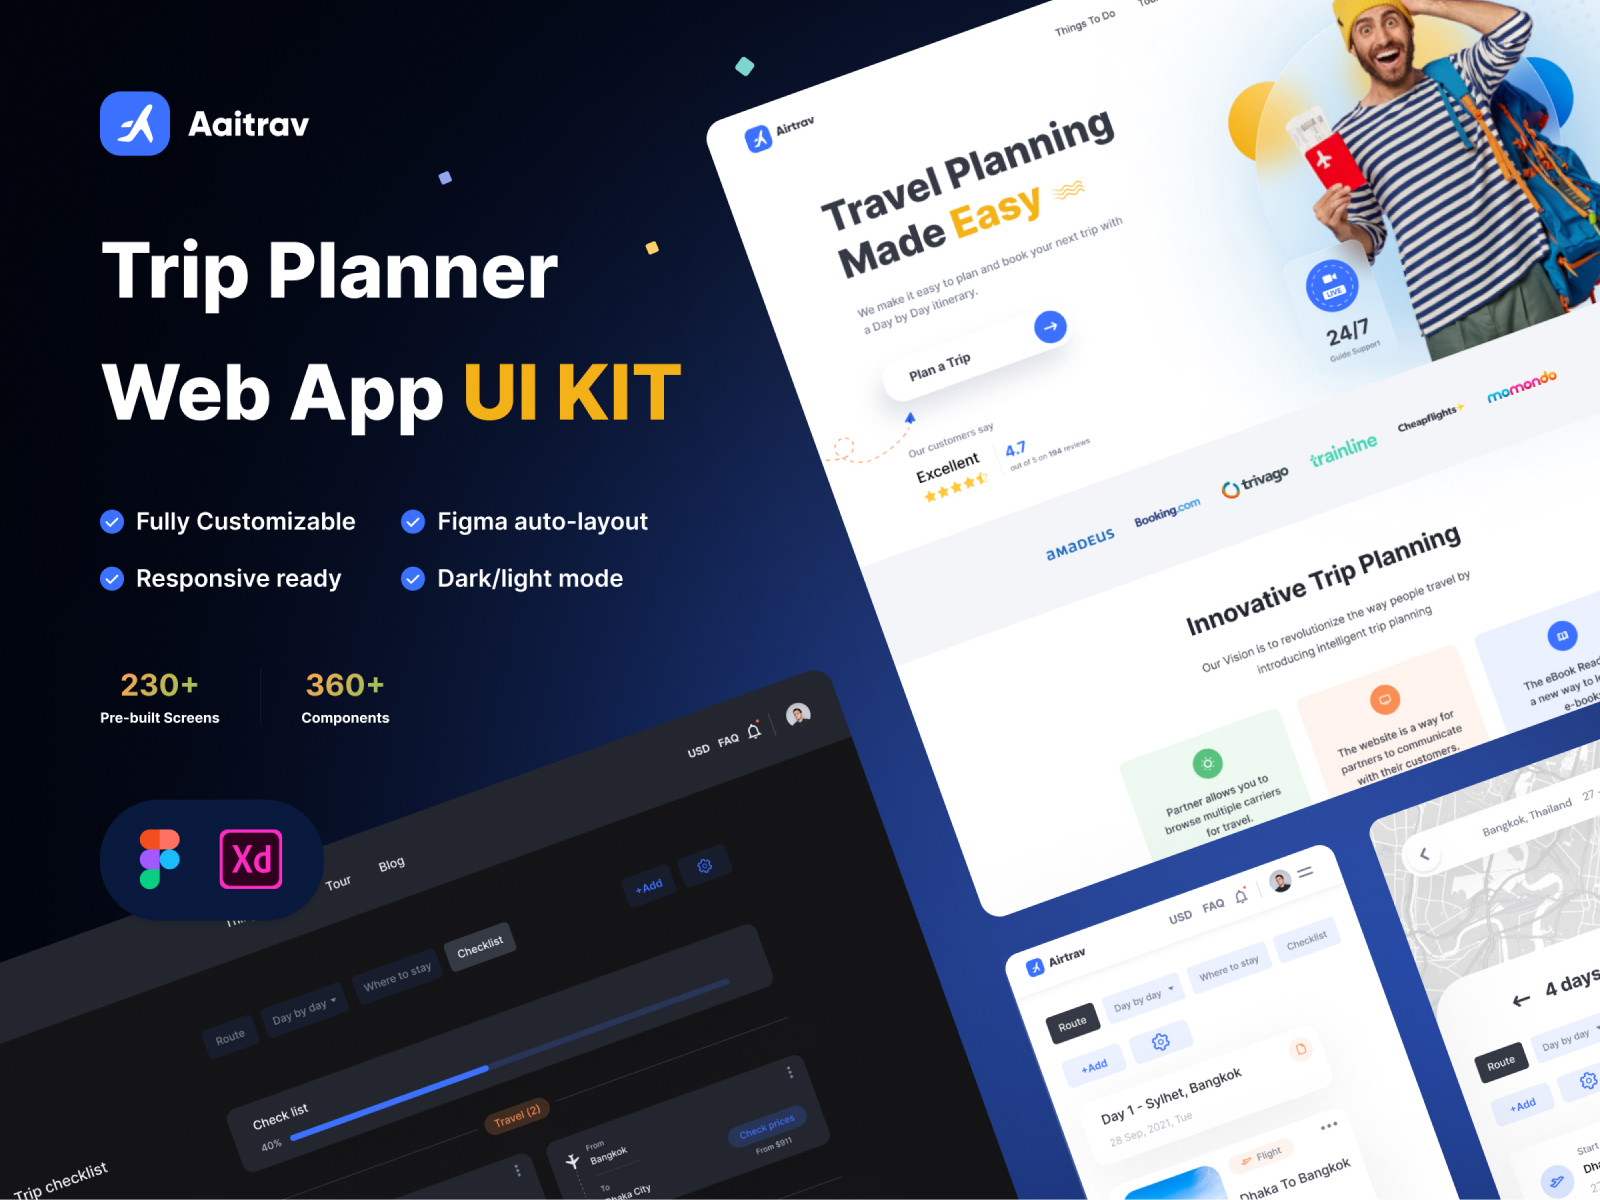 Aaitrav
Trip Planner
Web App UI KIT
Fully Customizable
Figma auto-layout
Responsive ready
Dark/light mode
230+
Pre-built Screens
360+
Components
Xd
Things To Do
Airtrav
Travel Planning
Made Easy
We make it easy to plan and book your next trip with
a Day by Day itinerary.
Plan a Trip
Our customers say
Excellent
4.7
out of 5 on 194 reviews
LIVE
24/7
Guide Support
amadeus
Booking.com
trivago
trainline
Cheapflights
momondo
Innovative Trip Planning
Our Vision is to revolutionize the way people travel by
introducing intelligent trip planning
Partner allows you to
browse multiple carriers
for travel.
The website is a way for
partners to communicate
with their customers.
The eBook
a new way to
USD
FAQ
Tour
Blog
+Add
Route
Day by day
Where to stay
Checklist
Check list
40%
Travel (2)
From
Bangkok
To
Dhaka City
Check prices
From $911
Trip checklist
Airtrav
USD
FAQ
Route
Day by day
Where to stay
Checklist
+Add
Day 1 - Sylhet, Bangkok
28 Sep, 2021, Tue
Flight
Dhaka To Bangkok
Bangkok, Thailand
27
4 days
Route
Day by day
+Add
Start